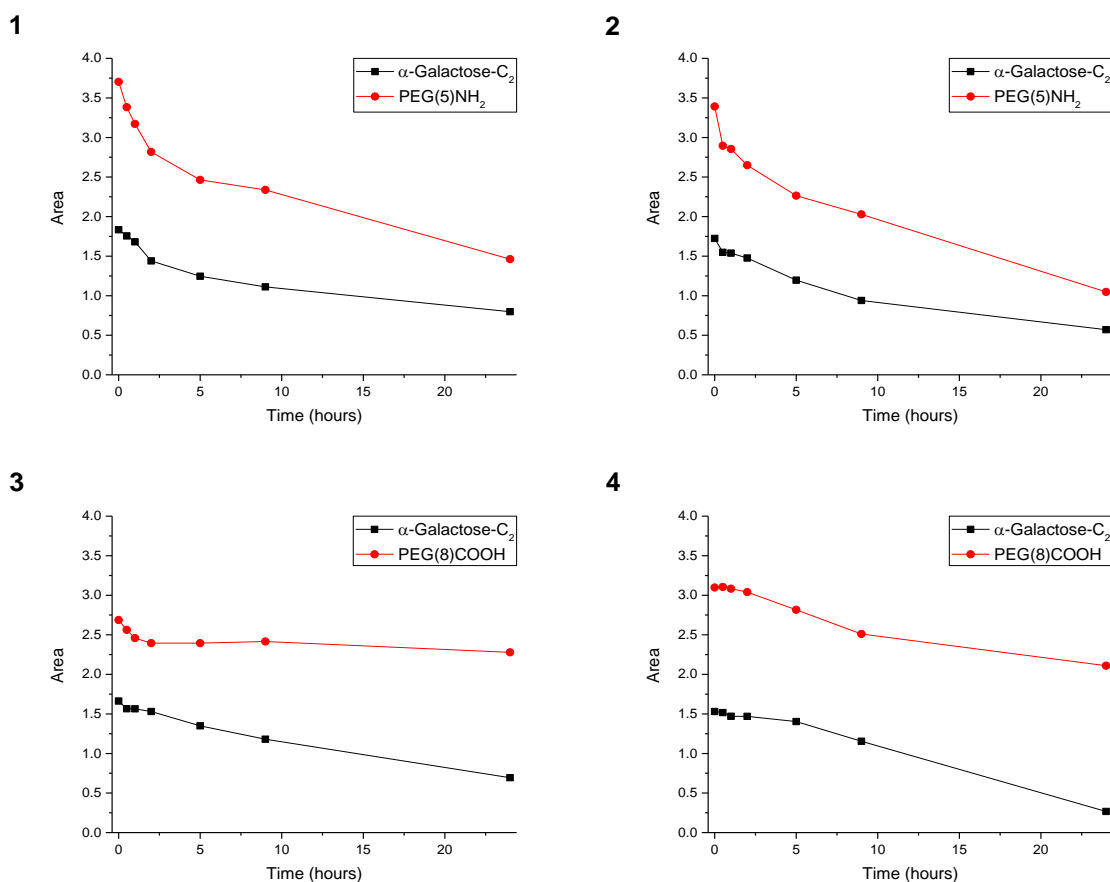 1
α-Galactose-C₂
PEG(5)NH₂
4.0
3.5
3.0
2.5
2.0
1.5
1.0
0.5
0.0
Area
0 5 10 15 20
Time (hours)
2
α-Galactose-C₂
PEG(5)NH₂
4.0
3.5
3.0
2.5
2.0
1.5
1.0
0.5
0.0
Area
0 5 10 15 20
Time (hours)
3
α-Galactose-C₂
PEG(8)COOH
4.0
3.5
3.0
2.5
2.0
1.5
1.0
0.5
0.0
Area
0 5 10 15 20
Time (hours)
4
α-Galactose-C₂
PEG(8)COOH
4.0
3.5
3.0
2.5
2.0
1.5
1.0
0.5
0.0
Area
0 5 10 15 20
Time (hours)